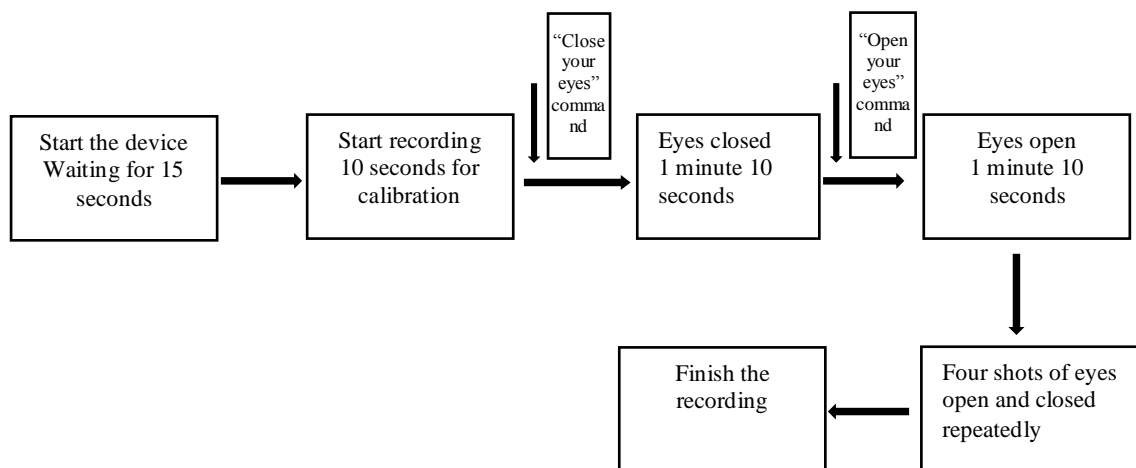 “Close
your
eyes”
comma
nd
“Open
your
eyes”
comma
nd
Start the device
Waiting for 15
seconds
Start recording
10 seconds for
calibration
Eyes closed
1 minute 10
seconds
Eyes open
1 minute 10
seconds
Finish the
recording
Four shots of eyes
open and closed
repeatedly